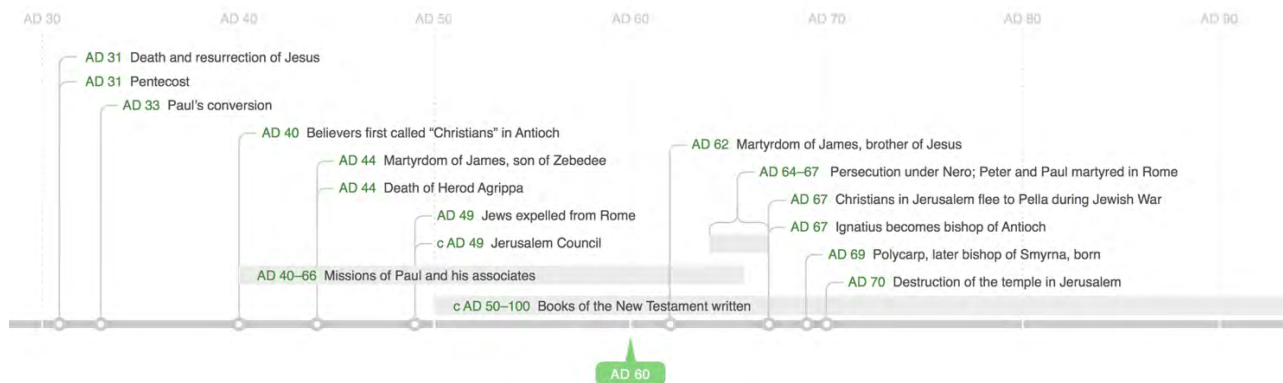 AD 30 AD 40 AD 50 AD 60 AD 70 AD 80 AD 90
AD 31 Death and resurrection of Jesus
AD 31 Pentecost
AD 33 Paul's conversion
AD 40 Believers first called “Christians” in Antioch
AD 62 Martyrdom of James, brother of Jesus
AD 44 Martyrdom of James, son of Zebedee
AD 64–67 Persecution under Nero; Peter and Paul martyred in Rome
AD 44 Death of Herod Agrippa
AD 67 Christians in Jerusalem flee to Pella during Jewish War
AD 49 Jews expelled from Rome
AD 67 Ignatius becomes bishop of Antioch
c AD 49 Jerusalem Council
AD 69 Polycarp, later bishop of Smyrna, born
AD 40–66 Missions of Paul and his associates
AD 70 Destruction of the temple in Jerusalem
c AD 50–100 Books of the New Testament written
AD 60